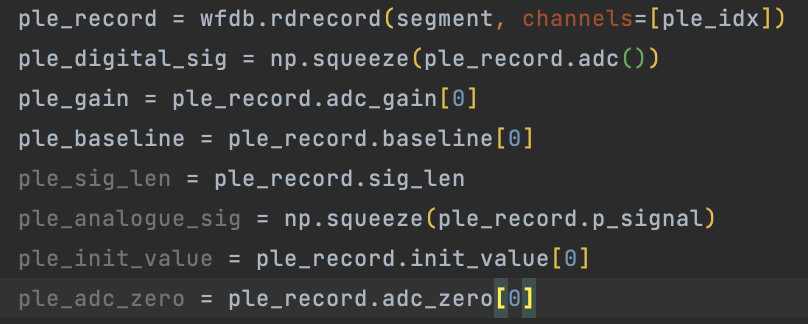 ple_record = wfdb.rdrecord(segment, channels=[ple_idx])
ple_digital_sig = np.squeeze(ple_record.adc())
ple_gain = ple_record.adc_gain[0]
ple_baseline = ple_record.baseline[0]
ple_sig_len = ple_record.sig_len
ple_analogue_sig = np.squeeze(ple_record.p_signal)
ple_init_value = ple_record.init_value[0]
ple_adc_zero = ple_record.adc_zero[0]